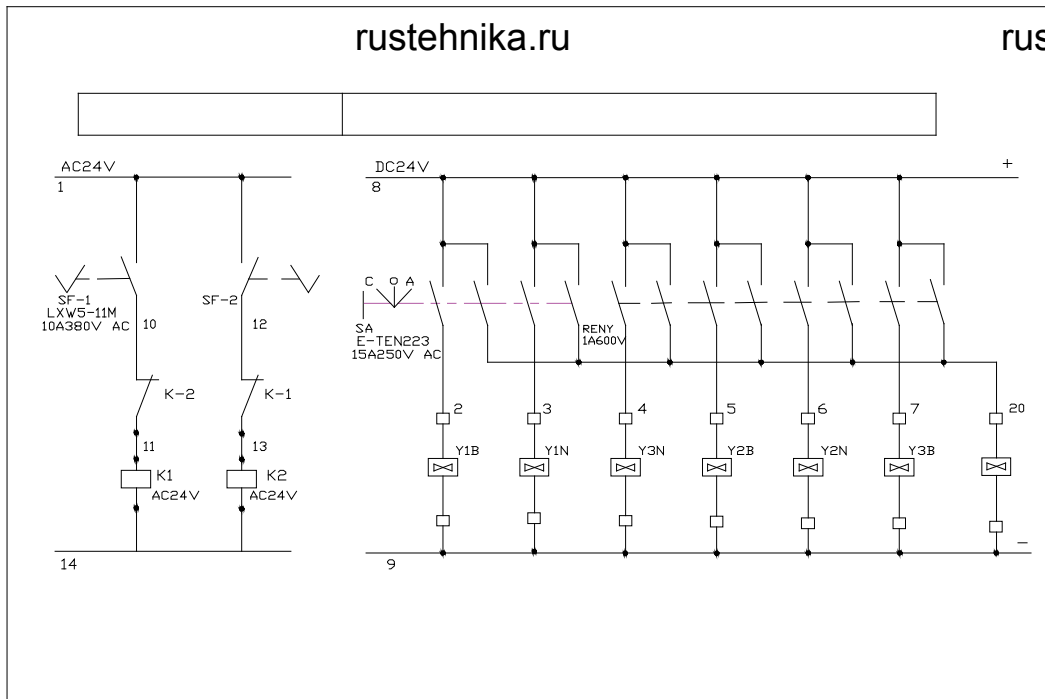 rustehnika.ru
rus
AC24V
1
DC24V
8
+
SF-1
LXW5-11M
10A380V AC
10
SF-2
12
C O A
SA
E-TEN223
15A250V AC
RENY
1A600V
K-2
K-1
11
13
K1
AC24V
K2
AC24V
2
3
4
5
6
7
20
Y1B
Y1N
Y3N
Y2B
Y2N
Y3B
14
9
−